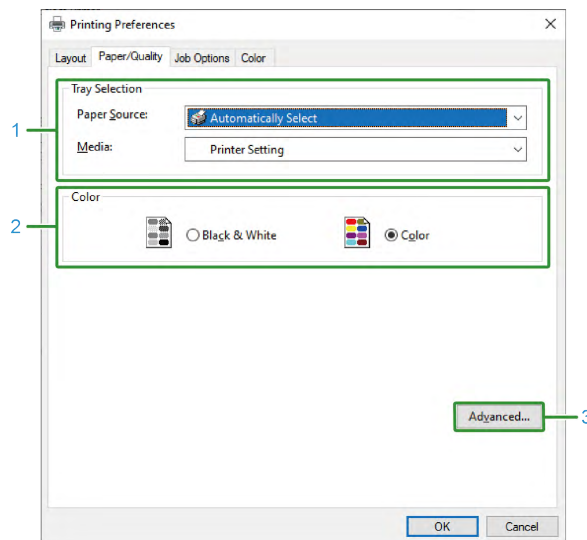 Printing Preferences
Layout Paper/Quality Job Options Color
Tray Selection
1
Paper Source: Automatically Select
Media: Printer Setting
Color
2
Black & White Color
Advanced... 3
OK Cancel